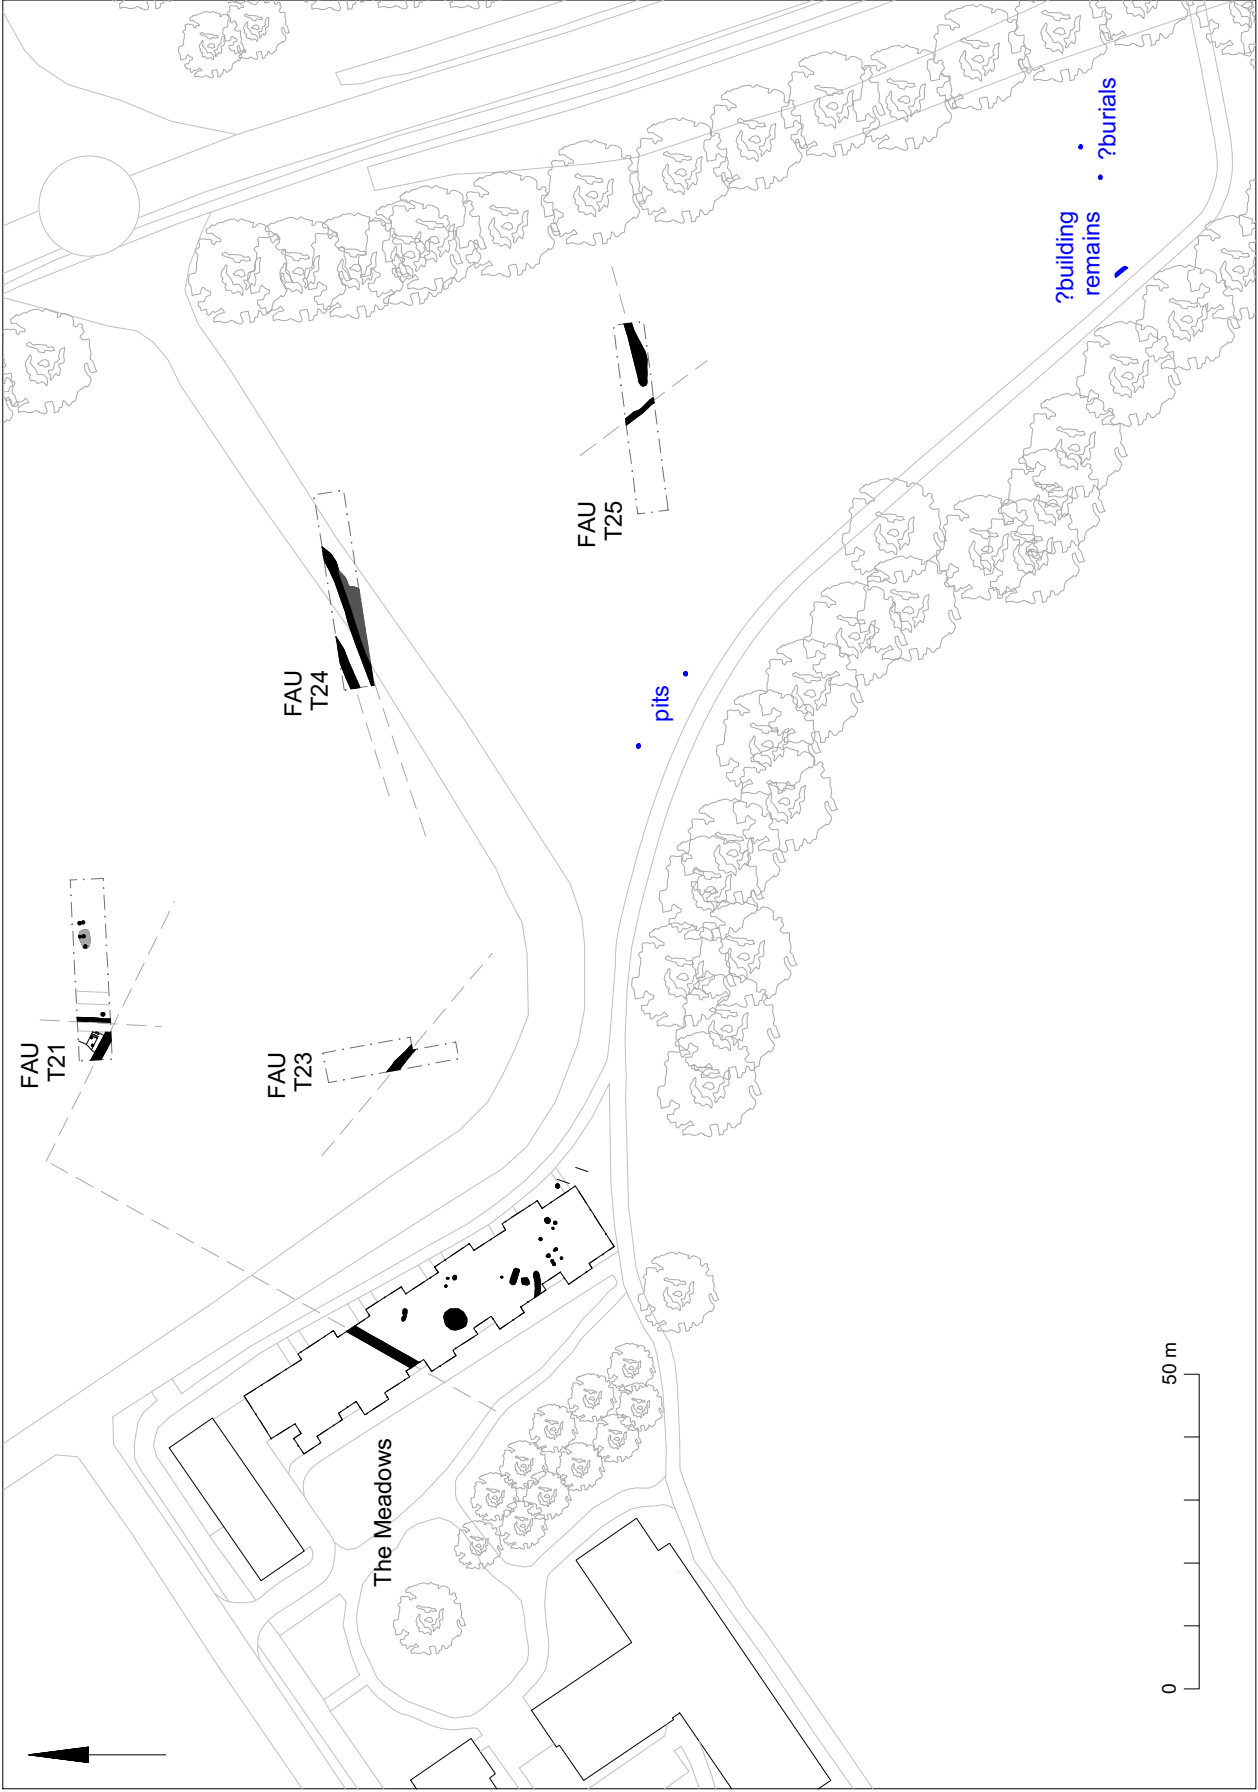 FAU
T21
FAU
T23
FAU
T24
FAU
T25
The Meadows
pits
?building
remains
?burials
0
50 m